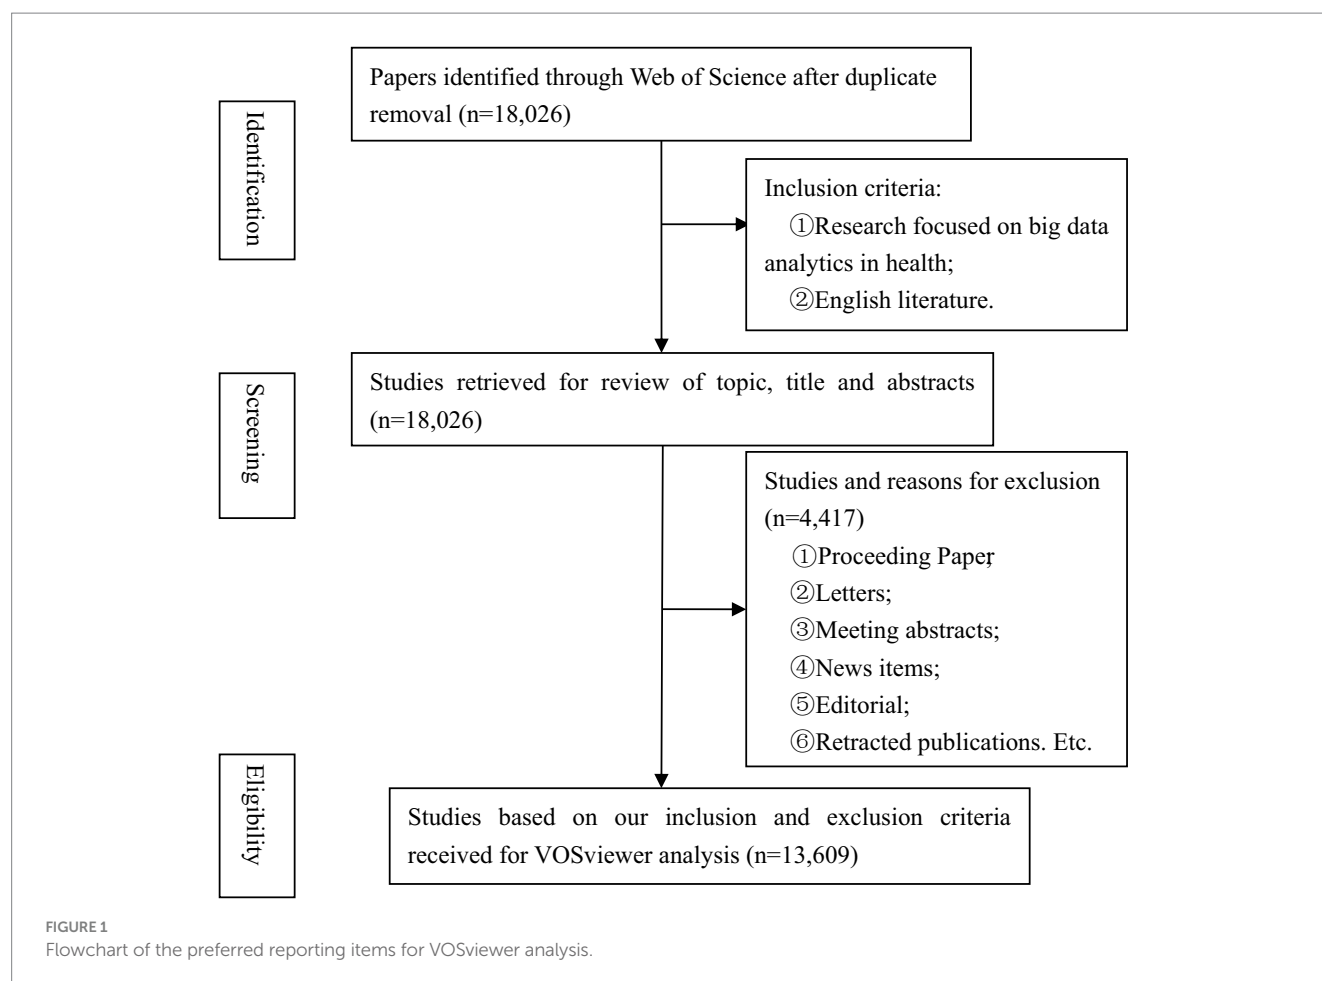 Papers identified through Web of Science after duplicate
removal (n=18,026)
Identification
Inclusion criteria:
①Research focused on big data
analytics in health;
②English literature.
Studies retrieved for review of topic, title and abstracts
(n=18,026)
Screening
Studies and reasons for exclusion
(n=4,417)
①Proceeding Paper;
②Letters;
③Meeting abstracts;
④News items;
⑤Editorial;
⑥Retracted publications. Etc.
Eligibility
Studies based on our inclusion and exclusion criteria
received for VOSviewer analysis (n=13,609)
FIGURE 1
Flowchart of the preferred reporting items for VOSviewer analysis.